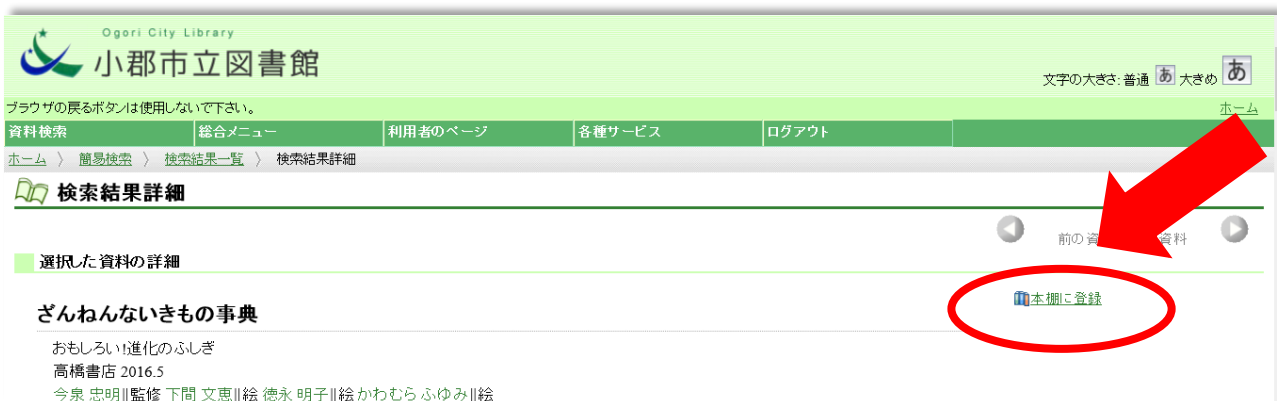 Ogori City Library
小郡市立図書館
文字の大きさ: 普通 あ 大きめ あ
ブラウザの戻るボタンは使用しないで下さい。
ホーム
資料検索 総合メニュー 利用者のページ 各種サービス ログアウト
ホーム 〉 簡易検索 〉 検索結果一覧 〉 検索結果詳細
検索結果詳細
前の資 資料
選択した資料の詳細
本棚に登録
ざんねんないきもの事典
おもしろい!進化のふしぎ
高橋書店 2016.5
今泉 忠明||監修 下間 文恵||絵 徳永 明子||絵 かわむら ふゆみ||絵